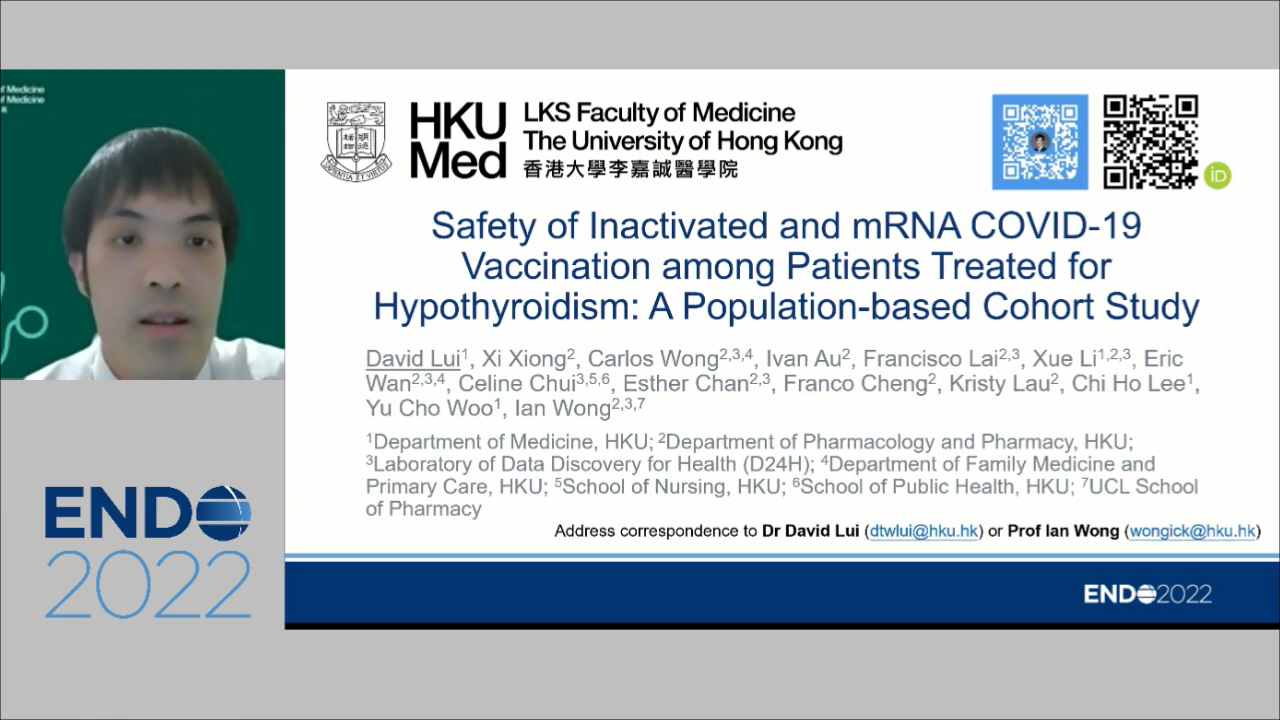 f Medicine
f Medicine
HKU
Med
LKS Faculty of Medicine
The University of Hong Kong
香港大學李嘉誠醫學院
iD
Safety of Inactivated and mRNA COVID-19
Vaccination among Patients Treated for
Hypothyroidism: A Population-based Cohort Study
David Lui1, Xi Xiong2, Carlos Wong2,3,4, Ivan Au2, Francisco Lai2,3, Xue Li1,2,3, Eric
Wan2,3,4, Celine Chui3,5,6, Esther Chan2,3, Franco Cheng2, Kristy Lau2, Chi Ho Lee1,
Yu Cho Woo1, Ian Wong2,3,7
1Department of Medicine, HKU; 2Department of Pharmacology and Pharmacy, HKU;
3Laboratory of Data Discovery for Health (D24H); 4Department of Family Medicine and
Primary Care, HKU; 5School of Nursing, HKU; 6School of Public Health, HKU; 7UCL School
of Pharmacy
Address correspondence to Dr David Lui (dtwlui@hku.hk) or Prof Ian Wong (wongick@hku.hk)
ENDO
2022
ENDO2022